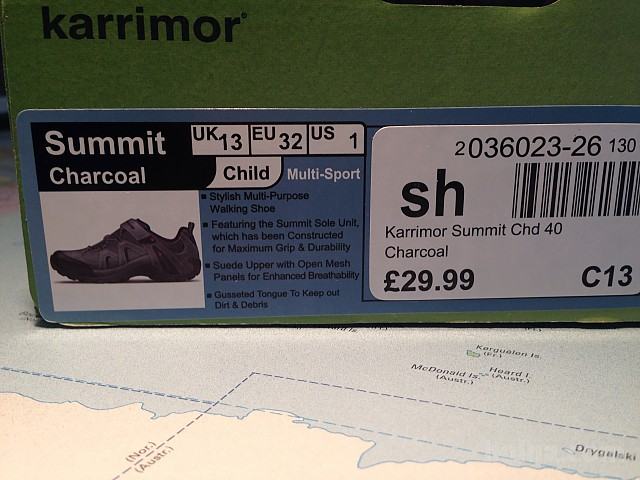 karrimor
Summit
Charcoal
UK 13 EU 32 US 1
Child
Multi-Sport
Stylish Multi-Purpose
Walking Shoe
Featuring the Summit Sole Unit,
which has been Constructed
for Maximum Grip & Durability
Suede Upper with Open Mesh
Panels for Enhanced Breathability
Gusseted Tongue To Keep out
Dirt & Debris
2036023-26 130
sh
Karrimor Summit Chd 40
Charcoal
£29.99
C13
Kerguelen Is.
(Fr.)
McDonald Is.
Heard I.
(Austr.)
(Austr.)
(Nor.)
(Austr.)
Drygalski